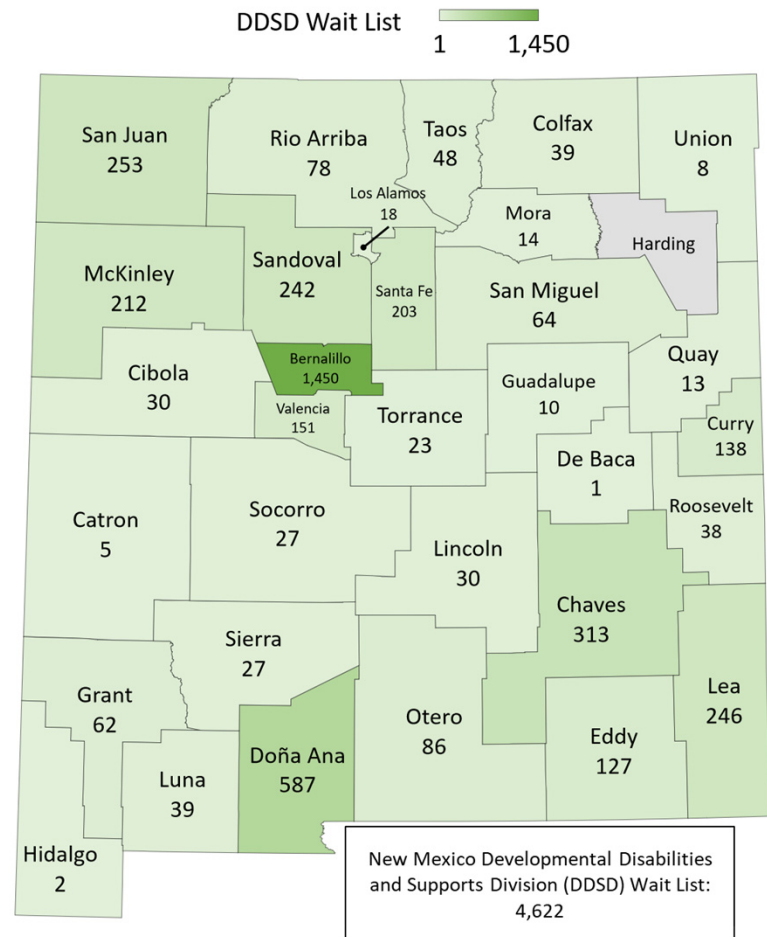 DDSD Wait List
1 1,450
San Juan
253
Rio Arriba
78
Taos
48
Colfax
39
Union
8
Los Alamos
18
Mora
14
Harding
McKinley
212
Sandoval
242
Santa Fe
203
San Miguel
64
Cibola
30
Bernalillo
1,450
Valencia
151
Torrance
23
Guadalupe
10
Quay
13
Curry
138
De Baca
1
Roosevelt
38
Catron
5
Socorro
27
Lincoln
30
Chaves
313
Sierra
27
Grant
62
Luna
39
Doña Ana
587
Otero
86
Eddy
127
Lea
246
Hidalgo
2
New Mexico Developmental Disabilities
and Supports Division (DDSD) Wait List:
4,622